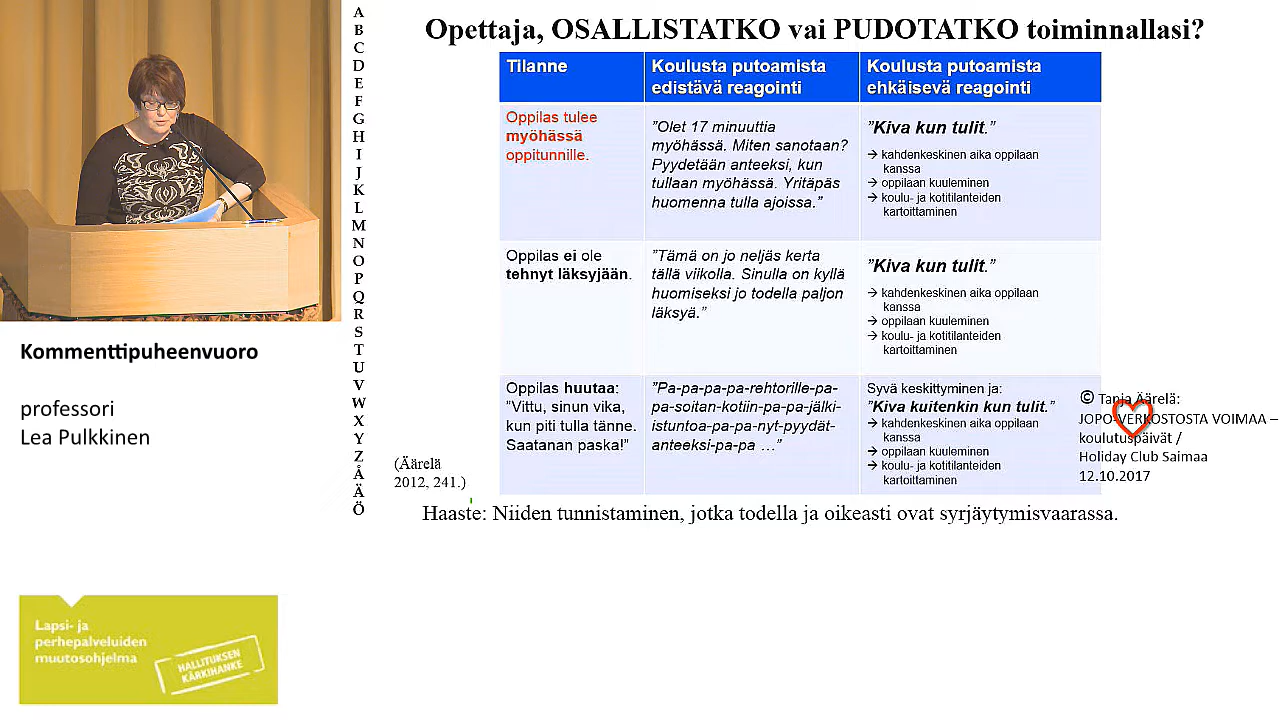 Opettaja, OSALLISTATKO vai PUDOTATKO toiminnallasi?
A
B
C
D
E
F
G
H
I
J
K
L
M
N
O
P
Q
R
S
T
U
V
W
X
Y
Z
Å
Ä
Ö
Tilanne
Koulusta putoamista
edistävä reagointi
Koulusta putoamista
ehkäisevä reagointi
Oppilas tulee
myöhässä
oppitunnille.
”Olet 17 minuuttia
myöhässä. Miten sanotaan?
Pyydetään anteeksi, kun
tullaan myöhässä. Yritäpäs
huomenna tulla ajoissa.”
”Kiva kun tulit.”
→ kahdenkeskinen aika oppilaan
kanssa
→ oppilaan kuuleminen
→ koulu- ja kotitilanteiden
kartoittaminen
Oppilas ei ole
tehnyt läksyjään.
”Tämä on jo neljäs kerta
tällä viikolla. Sinulla on kyllä
huomiseksi jo todella paljon
läksyä.”
”Kiva kun tulit.”
→ kahdenkeskinen aika oppilaan
kanssa
→ oppilaan kuuleminen
→ koulu- ja kotitilanteiden
kartoittaminen
Oppilas huutaa:
”Vittu, sinun vika,
kun piti tulla tänne.
Saatanan paska!”
”Pa-pa-pa-pa-rehtorille-pa-
pa-soitan-kotiin-pa-pa-jälki-
istuntoa-pa-pa-nyt-pyydät-
anteeksi-pa-pa …”
Syvä keskittyminen ja:
”Kiva kuitenkin kun tulit.”
→ kahdenkeskinen aika oppilaan
kanssa
→ oppilaan kuuleminen
→ koulu- ja kotitilanteiden
kartoittaminen
© Tanja Äärelä:
JOPO-VERKOSTOSTA VOIMAA –
koulutuspäivät /
Holiday Club Saimaa
12.10.2017
(Äärelä
2012, 241.)
Haaste: Niiden tunnistaminen, jotka todella ja oikeasti ovat syrjäytymisvaarassa.
Kommenttipuheenvuoro
professori
Lea Pulkkinen
Lapsi- ja
perhepalveluiden
muutosohjelma
HALLITUKSEN
KÄRKIHANKE